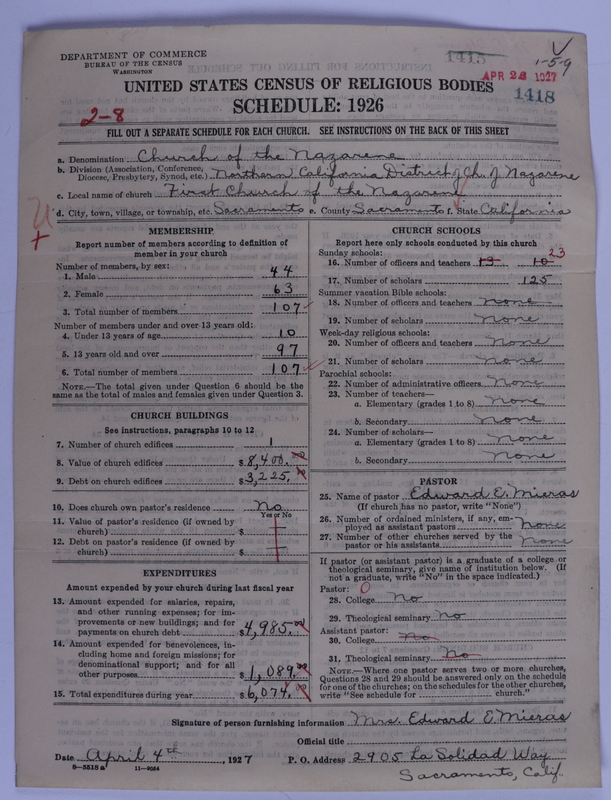 DEPARTMENT OF COMMERCE
BUREAU OF THE CENSUS
WASHINGTON
1415
1-5-9
APR 23 1927
1418
UNITED STATES CENSUS OF RELIGIOUS BODIES
SCHEDULE: 1926
2-8
FILL OUT A SEPARATE SCHEDULE FOR EACH CHURCH. SEE INSTRUCTIONS ON THE BACK OF THIS SHEET
a. Denomination Church of the Nazarene
b. Division (Association, Conference, Diocese, Presbytery, Synod, etc.) Northern California District of Ch. of Nazarene
c. Local name of church First Church of the Nazarene
d. City, town, village, or township, etc. Sacramento e. County Sacramento f. State California
MEMBERSHIP
Report number of members according to definition of
member in your church
Number of members, by sex:
1. Male 44
2. Female 63
3. Total number of members 107
Number of members under and over 13 years old:
4. Under 13 years of age 10
5. 13 years old and over 97
6. Total number of members 107
NOTE.—The total given under Question 6 should be
same as the total of males and females given under Question 3.
CHURCH BUILDINGS
See instructions, paragraphs 10 to 12
7. Number of church edifices 1
8. Value of church edifices $8,400.00
9. Debt on church edifices $3,225.00
10. Does church own pastor's residence No
Yes or No
11. Value of pastor's residence (if owned by
church) $
12. Debt on pastor's residence (if owned by
church) $
EXPENDITURES
Amount expended by your church during last fiscal year
13. Amount expended for salaries, repairs,
and other running expenses; for im-
provements or new buildings; and for
payments on church debt $4,985.00
14. Amount expended for benevolences, in-
cluding home and foreign missions; for
denominational support; and for all
other purposes $1,089.00
15. Total expenditures during year $6,074.00
CHURCH SCHOOLS
Report here only schools conducted by this church
Sunday schools:
16. Number of officers and teachers 13 10 23
17. Number of scholars 125
Summer vacation Bible schools:
18. Number of officers and teachers None
19. Number of scholars None
Week-day religious schools:
20. Number of officers and teachers None
21. Number of scholars None
Parochial schools:
22. Number of administrative officers None
23. Number of teachers—
a. Elementary (grades 1 to 8) None
b. Secondary None
24. Number of scholars—
a. Elementary (grades 1 to 8) None
b. Secondary None
PASTOR
25. Name of pastor Edward E. Mieras
(If church has no pastor, write "None")
26. Number of ordained ministers, if any, em-
ployed as assistant pastors None
27. Number of other churches served by the
pastor or his assistants None
If pastor (or assistant pastor) is a graduate of a college or
theological seminary, give name of institution below. (If
not a graduate, write "No" in the space indicated.)
Pastor: 0
28. College No
29. Theological seminary No
Assistant pastor:
30. College No
31. Theological seminary No
NOTE.—Where one pastor serves two or more churches,
Questions 28 and 29 should be answered only on the schedule
for one of the churches; on the schedules for the other churches,
write "See schedule for church."
Signature of person furnishing information Mrs. Edward E. Mieras
Official title
Date April 4th, 1927 P. O. Address 2905 La Solidad Way
8-5518a 11-9054
Sacramento, Calif.